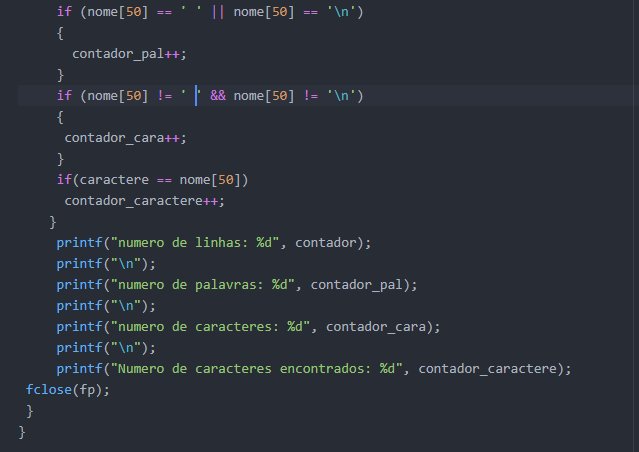 if (nome[50] == ' ' || nome[50] == '\n')
{
contador_pal++;
}
if (nome[50] != ' ' && nome[50] != '\n')
{
contador_cara++;
}
if(caractere == nome[50])
contador_caractere++;
}
printf("numero de linhas: %d", contador);
printf("\n");
printf("numero de palavras: %d", contador_pal);
printf("\n");
printf("numero de caracteres: %d", contador_cara);
printf("\n");
printf("Numero de caracteres encontrados: %d", contador_caractere);
fclose(fp);
}
}